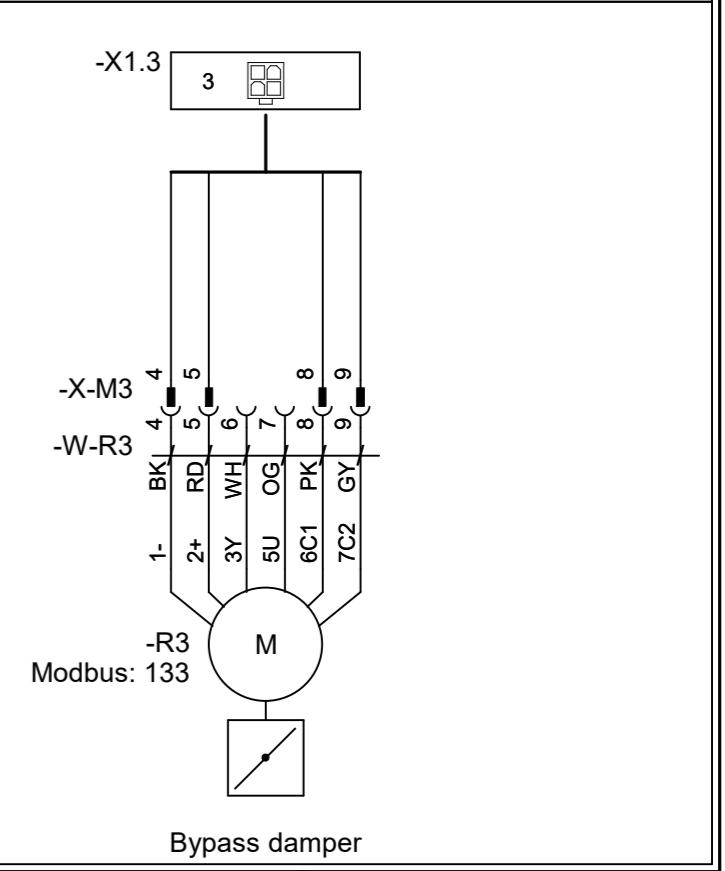 -X1.3
3
4 5 8 9
-X-M3
4 5 6 7 8 9
-W-R3
BK RD WH OG PK GY
1- 2+ 3Y 5U 6C1 7C2
-R3
M
Modbus: 133
Bypass damper